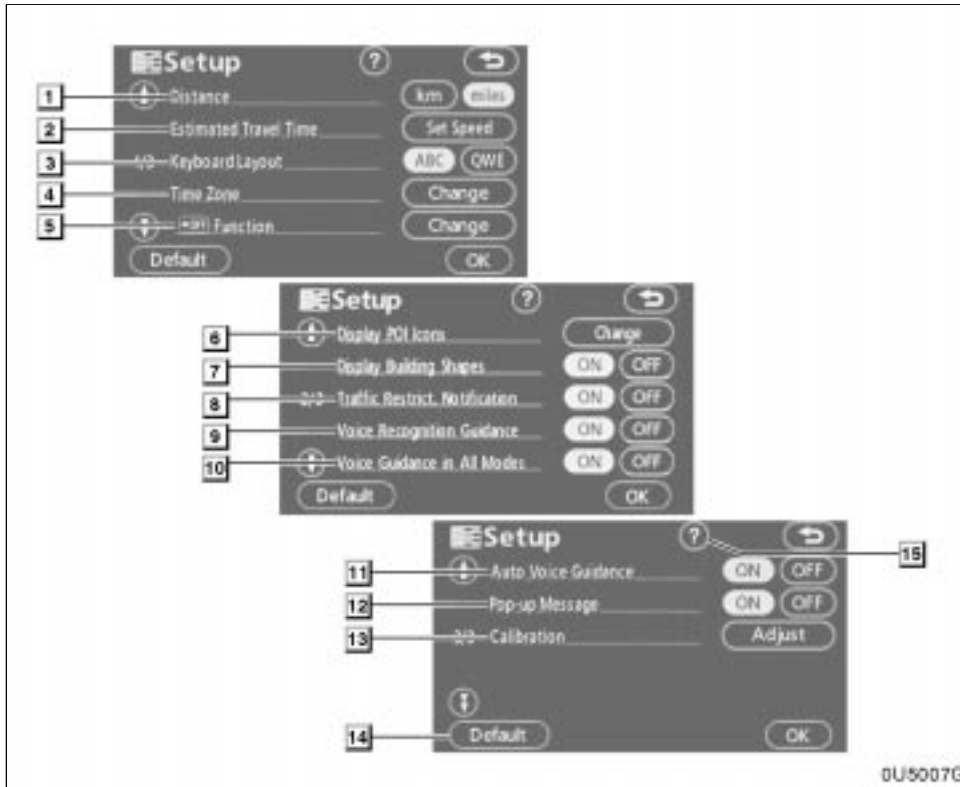 Setup ?
1 Distance km miles
2 Estimated Travel Time Set Speed
3 1/3 Keyboard Layout ABC QWE
4 Time Zone Change
5 Function Change
Default OK
Setup ?
6 Display POI Icons Change
7 Display Building Shapes ON OFF
8 2/3 Traffic Restrict. Notification ON OFF
9 Voice Recognition Guidance ON OFF
10 Voice Guidance in All Modes ON OFF
Default OK
Setup ? 15
11 Auto Voice Guidance ON OFF
12 Pop-up Message ON OFF
13 3/3 Calibration Adjust
14 Default OK
0U5007G